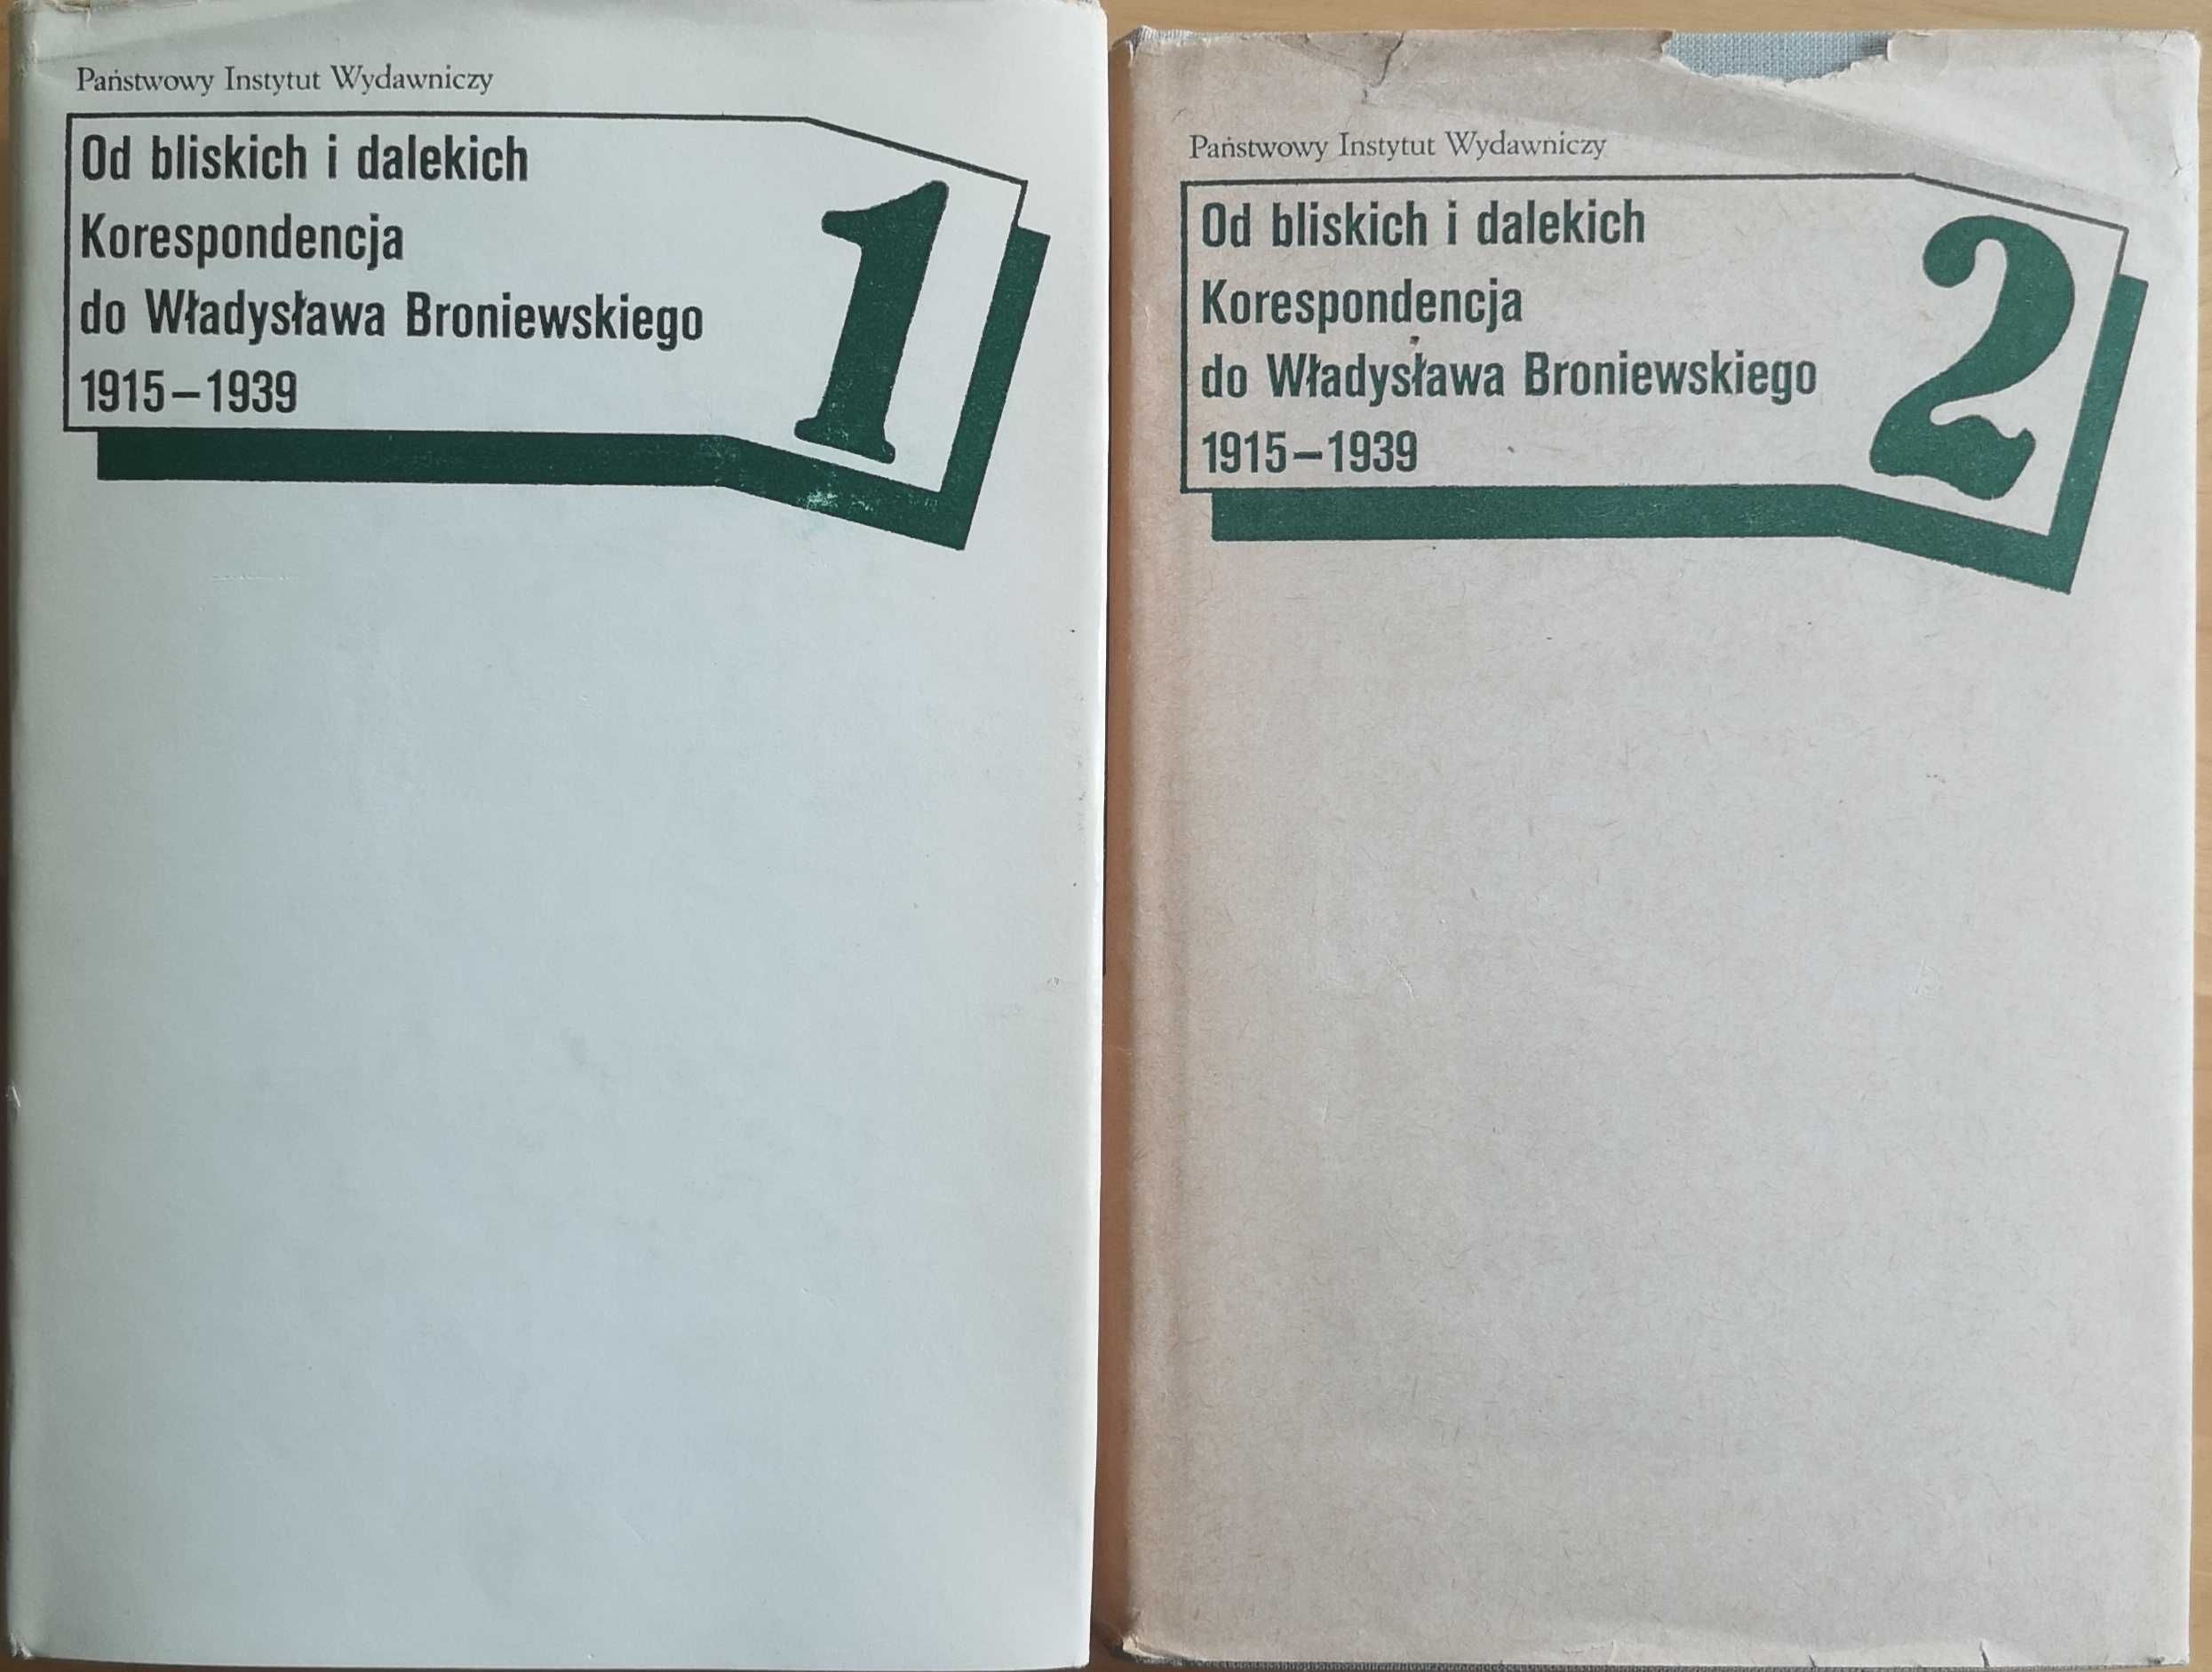 Państwowy Instytut Wydawniczy
Od bliskich i dalekich
Korespondencja
do Władysława Broniewskiego
1915–1939
1
Państwowy Instytut Wydawniczy
Od bliskich i dalekich
Korespondencja
do Władysława Broniewskiego
1915–1939
2